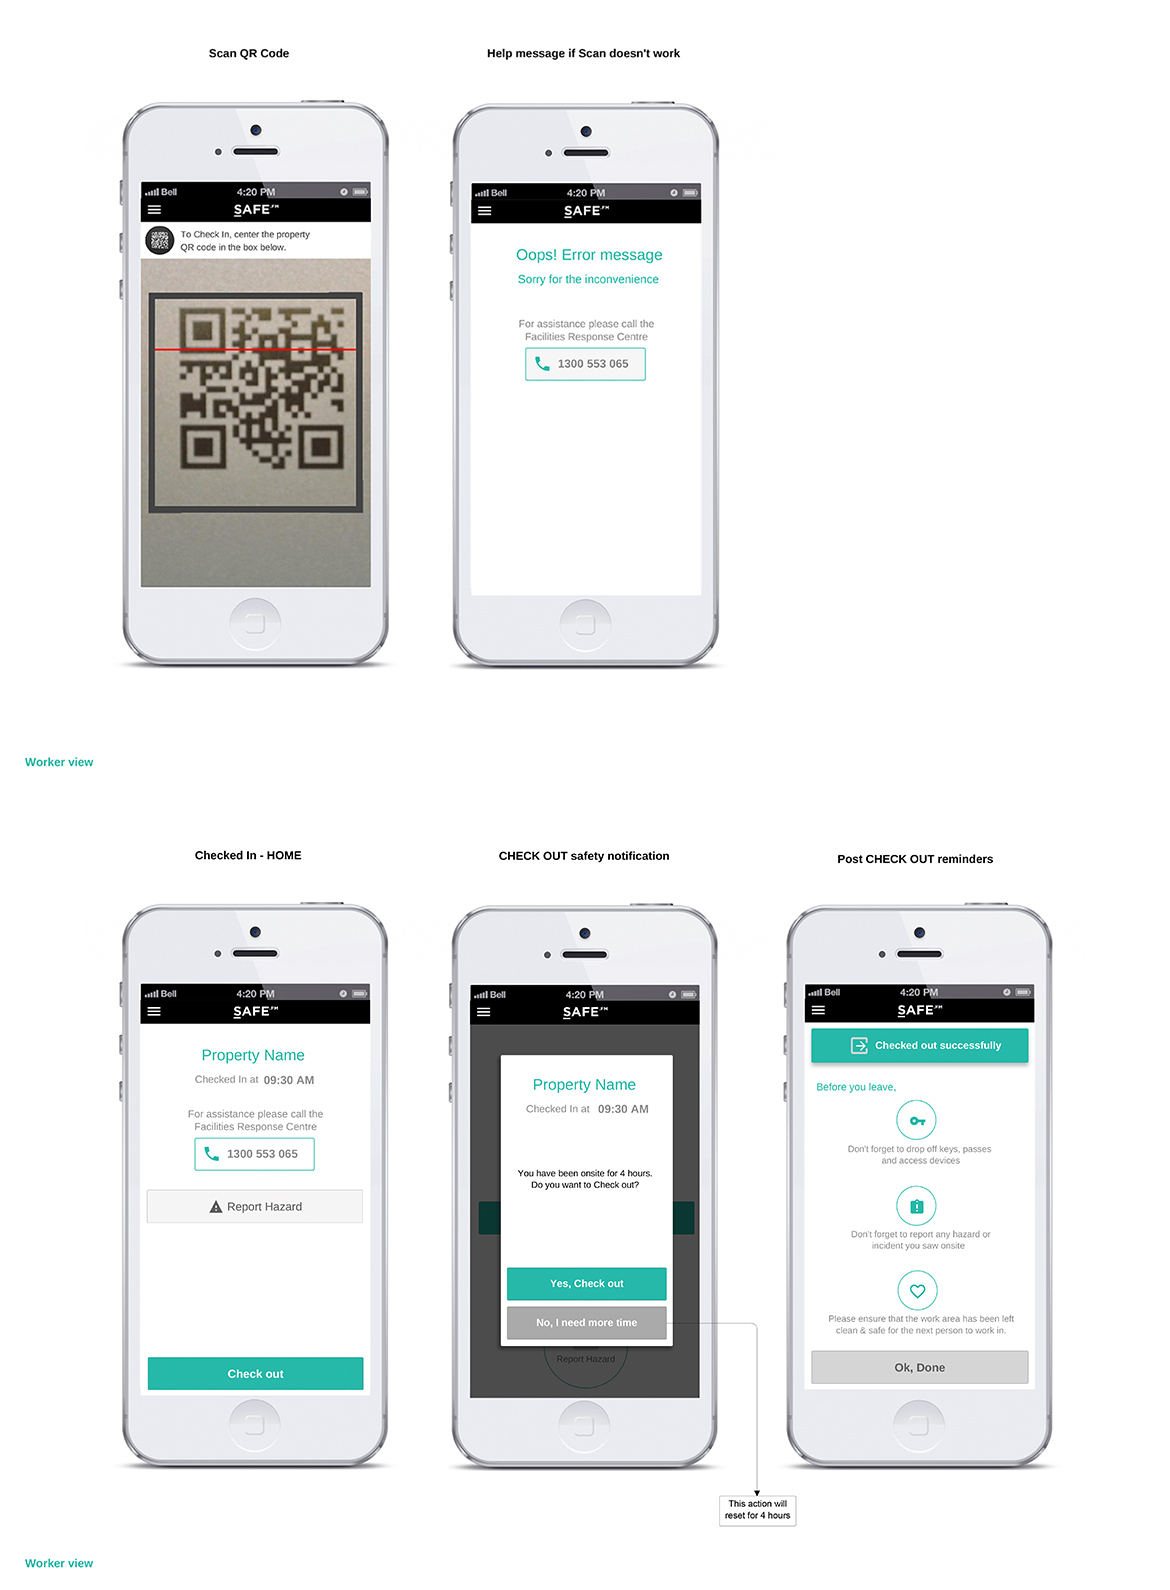 Scan QR Code
Help message if Scan doesn't work
Bell
4:20 PM
SAFE™
To Check In, center the property
QR code in the box below.
Bell
4:20 PM
SAFE™
Oops! Error message
Sorry for the inconvenience
For assistance please call the
Facilities Response Centre
1300 553 065
Worker view
Checked In - HOME
CHECK OUT safety notification
Post CHECK OUT reminders
Bell
4:20 PM
SAFE™
Property Name
Checked In at 09:30 AM
For assistance please call the
Facilities Response Centre
1300 553 065
Report Hazard
Check out
Bell
4:20 PM
SAFE™
Property Name
Checked In at 09:30 AM
You have been onsite for 4 hours.
Do you want to Check out?
Yes, Check out
No, I need more time
Report Hazard
This action will
reset for 4 hours
Bell
4:20 PM
SAFE™
Checked out successfully
Before you leave,
Don't forget to drop off keys, passes
and access devices
Don't forget to report any hazard or
incident you saw onsite
Please ensure that the work area has been left
clean & safe for the next person to work in.
Ok, Done
Worker view